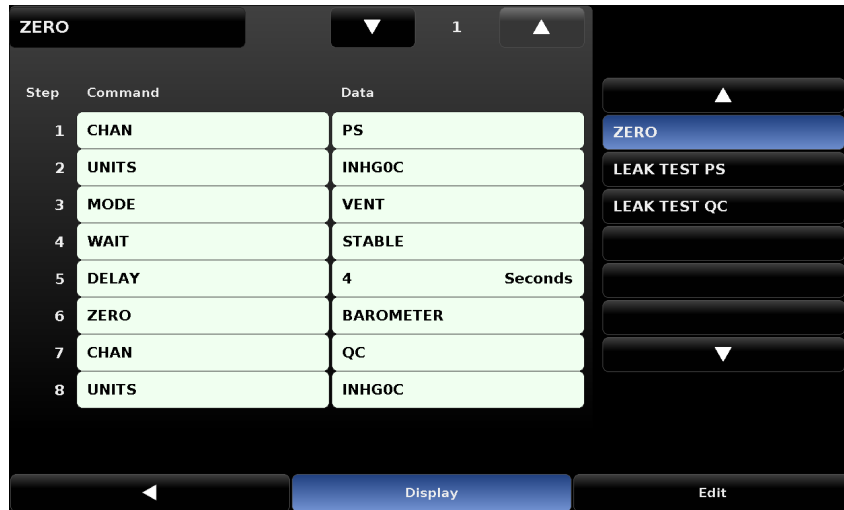 ZERO 1
Step Command Data
1 CHAN PS
2 UNITS INHG0C
3 MODE VENT
4 WAIT STABLE
5 DELAY 4 Seconds
6 ZERO BAROMETER
7 CHAN QC
8 UNITS INHG0C
ZERO
LEAK TEST PS
LEAK TEST QC
Display Edit